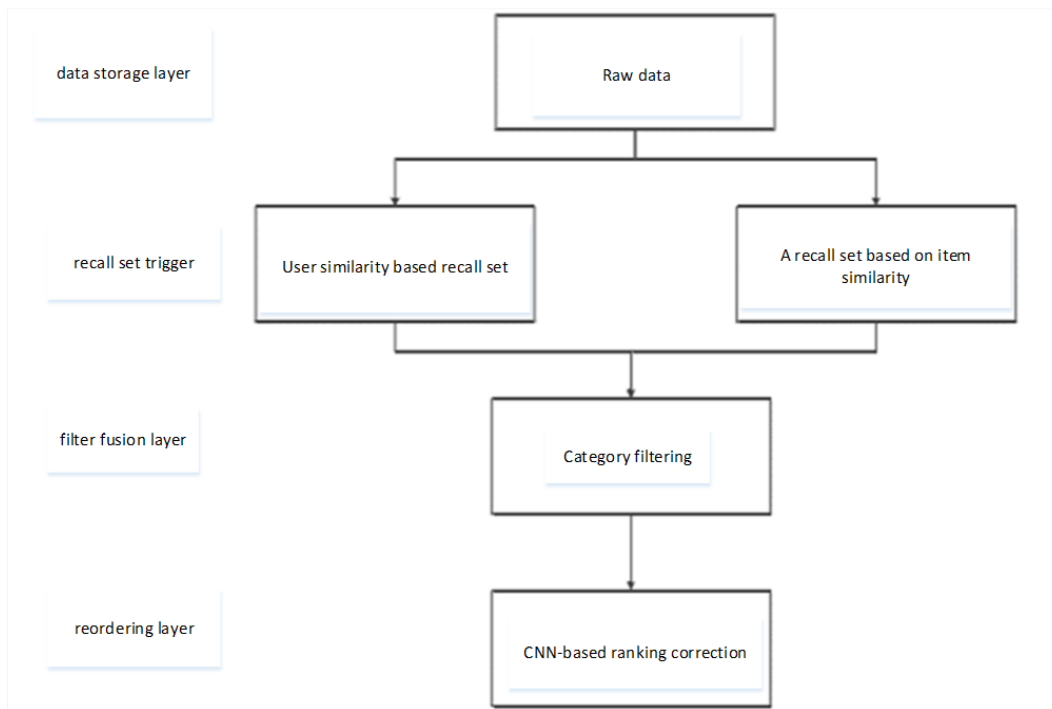 data storage layer
Raw data
recall set trigger
User similarity based recall set
A recall set based on item
similarity
filter fusion layer
Category filtering
reordering layer
CNN-based ranking correction